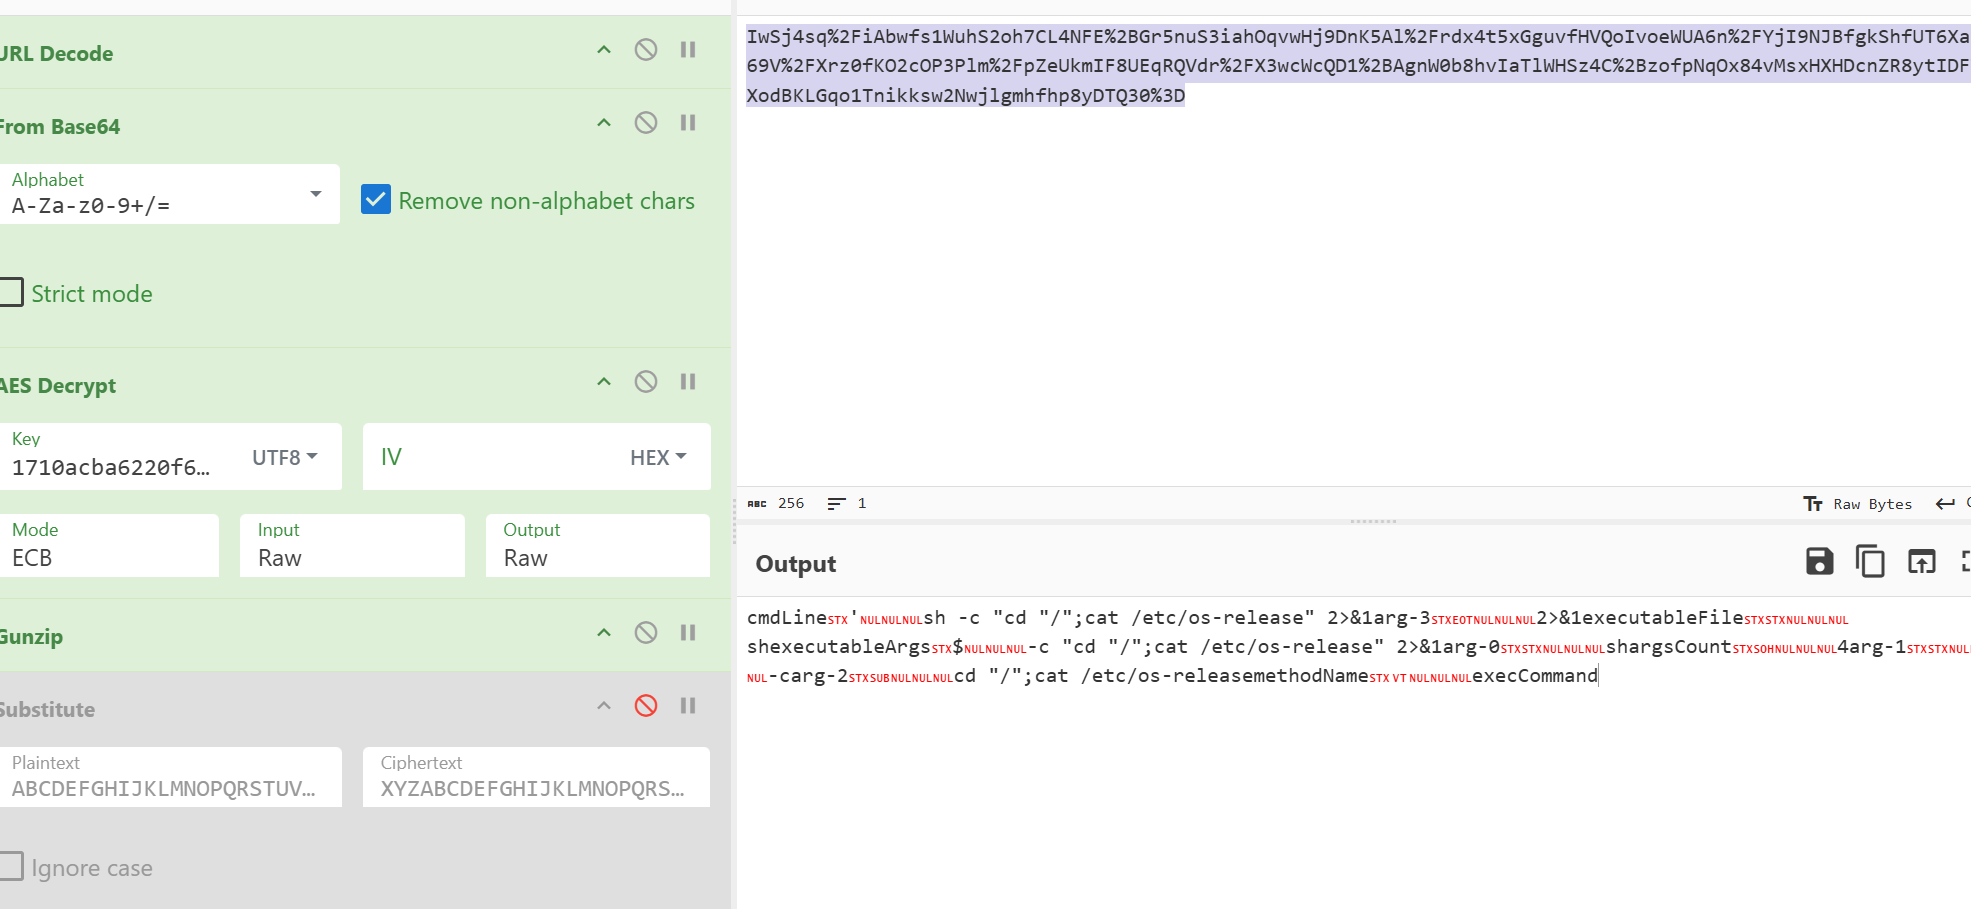 URL Decode
From Base64
Alphabet
A-Za-z0-9+/=
Remove non-alphabet chars
Strict mode
AES Decrypt
Key
1710acba6220f6…
UTF8
IV
HEX
Mode
ECB
Input
Raw
Output
Raw
Gunzip
Substitute
Plaintext
ABCDEFGHIJKLMNOPQRSTUV…
Ciphertext
XYZABCDEFGHIJKLMNOPQRS…
Ignore case
IwSj4sq%2FiAbwfs1WuhS2oh7CL4NFE%2BGr5nuS3iahOqvwHj9DnK5Al%2Frdx4t5xGguvfHVQoIvoeWUA6n%2FYjI9NJBfgkShfUT6Xa
69V%2FXrz0fKO2cOP3Plm%2FpZeUkmIF8UEqRQVdr%2FX3wcWcQD1%2BAgnW0b8hvIaTlWHSz4C%2BzofpNqOx84vMsxHXHDcnZR8ytIDF
XodBKLGqo1Tnikksw2Nwjlgmhfhp8yDTQ30%3D
ABC 256 1
Raw Bytes
Output
cmdLineSTX'NULNULNULsh -c "cd "/";cat /etc/os-release" 2>&1arg-3STXEOTNULNULNUL2>&1executableFileSTXSTXNULNULNUL
shexecutableArgsSTX$NULNULNUL-c "cd "/";cat /etc/os-release" 2>&1arg-0STXSTXNULNULNULshargsCountSTXSOHNULNULNUL4arg-1STXSTXNUL
NUL-carg-2STXSUBNULNULNULcd "/";cat /etc/os-releasemethodNameSTXVTNULNULNULexecCommand